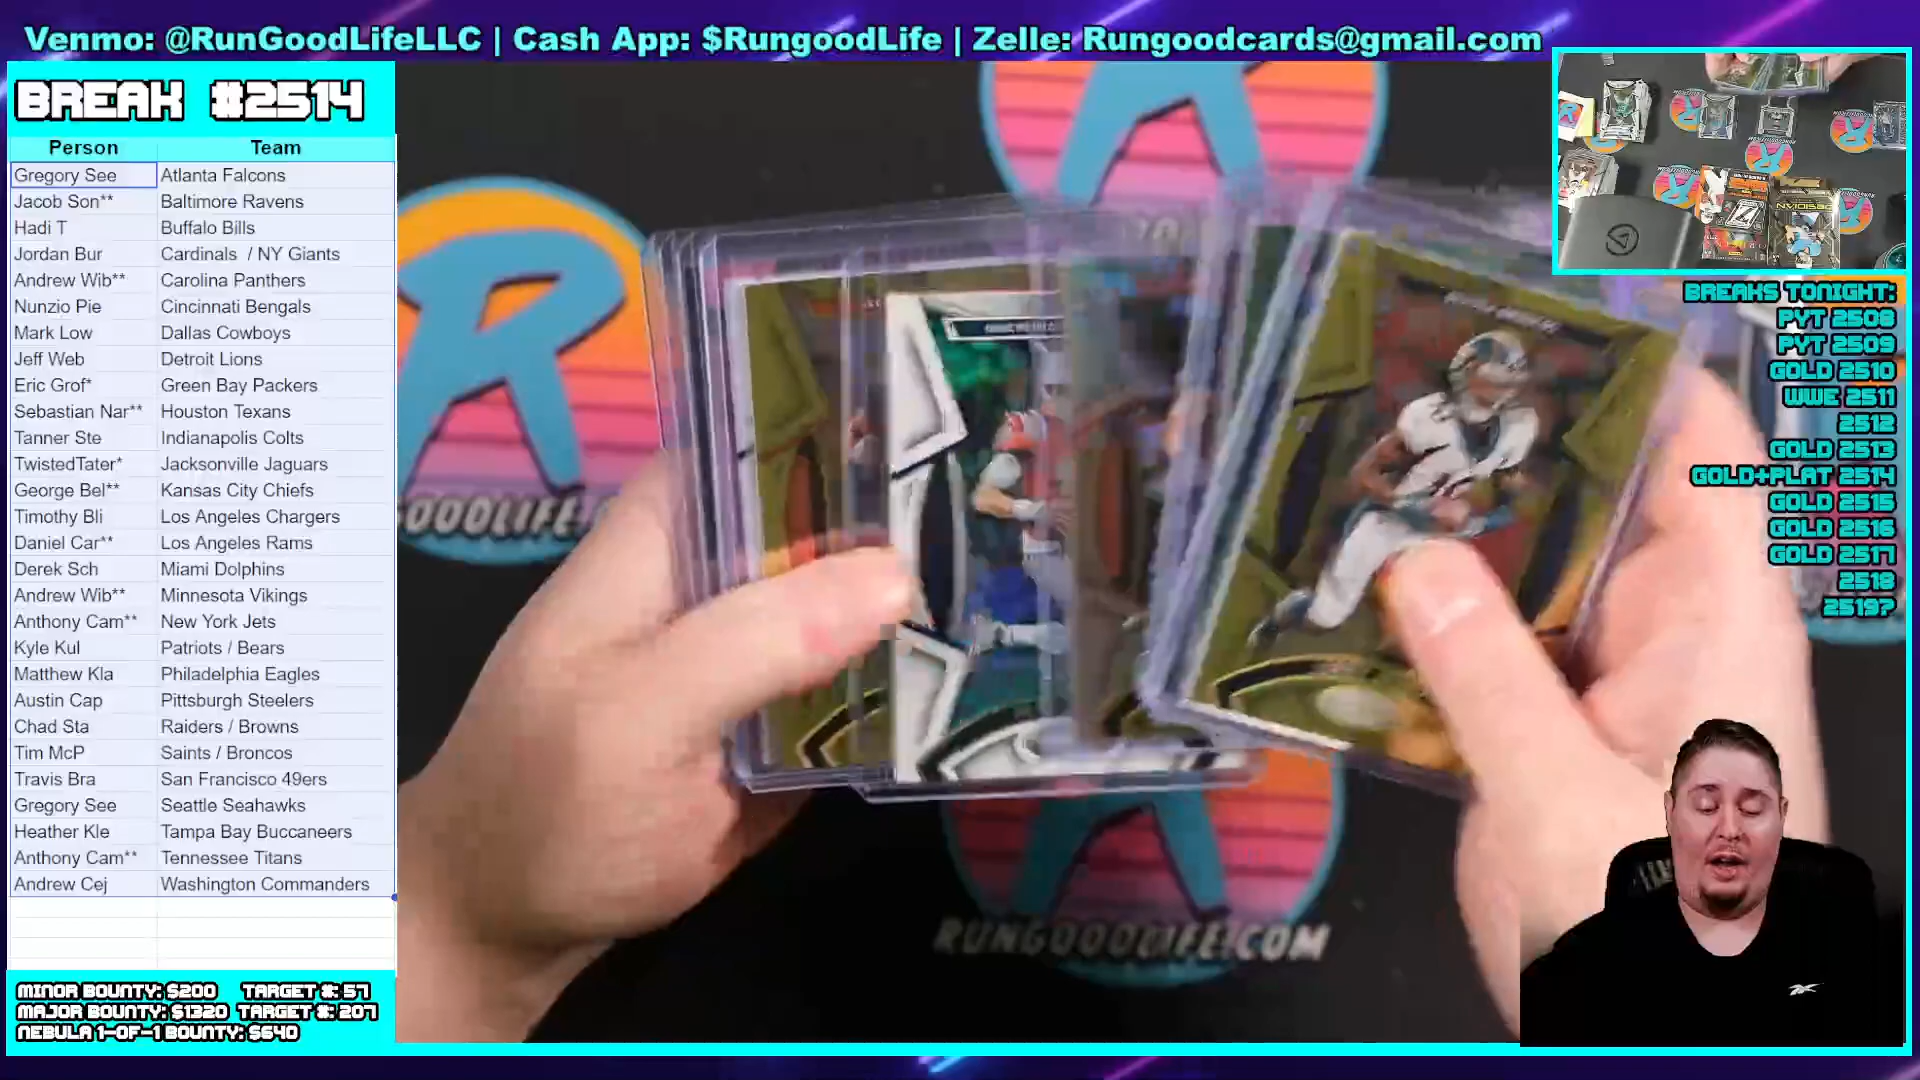 Venmo: @RunGoodLifeLLC | Cash App: $RungoodLife | Zelle: Rungoodcards@gmail.com
BREAK #2514
Person Team
Gregory See Atlanta Falcons
Jacob Son** Baltimore Ravens
Hadi T Buffalo Bills
Jordan Bur Cardinals / NY Giants
Andrew Wib** Carolina Panthers
Nunzio Pie Cincinnati Bengals
Mark Low Dallas Cowboys
Jeff Web Detroit Lions
Eric Grof* Green Bay Packers
Sebastian Nar** Houston Texans
Tanner Ste Indianapolis Colts
TwistedTater* Jacksonville Jaguars
George Bel** Kansas City Chiefs
Timothy Bli Los Angeles Chargers
Daniel Car** Los Angeles Rams
Derek Sch Miami Dolphins
Andrew Wib** Minnesota Vikings
Anthony Cam** New York Jets
Kyle Kul Patriots / Bears
Matthew Kla Philadelphia Eagles
Austin Cap Pittsburgh Steelers
Chad Sta Raiders / Browns
Tim McP Saints / Broncos
Travis Bra San Francisco 49ers
Gregory See Seattle Seahawks
Heather Kle Tampa Bay Buccaneers
Anthony Cam** Tennessee Titans
Andrew Cej Washington Commanders
MINOR BOUNTY: $200 TARGET #: 57
MAJOR BOUNTY: $1320 TARGET #: 207
NEBULA 1-OF-1 BOUNTY: $640
R
GOODLIFE.
RUNGOODLIFE.COM
BREAKS TONIGHT:
PYT 2508
PYT 2509
GOLD 2510
WWE 2511
2512
GOLD 2513
GOLD+PLAT 2514
GOLD 2515
GOLD 2516
GOLD 2517
2518
2519?